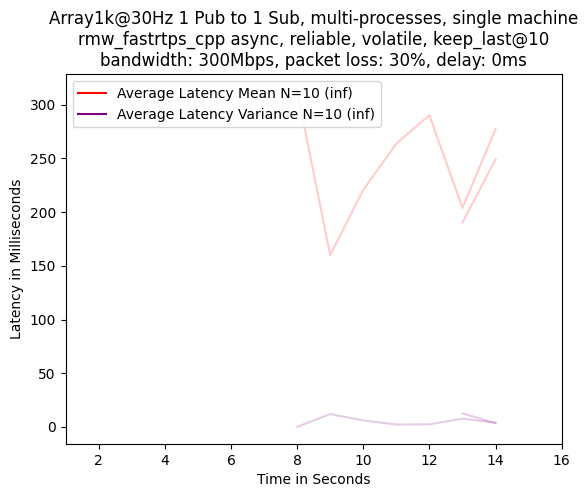 Array1k@30Hz 1 Pub to 1 Sub, multi-processes, single machine
rmw_fastrtps_cpp async, reliable, volatile, keep_last@10
bandwidth: 300Mbps, packet loss: 30%, delay: 0ms
Average Latency Mean N=10 (inf)
Average Latency Variance N=10 (inf)
Latency in Milliseconds
300
250
200
150
100
50
0
2 4 6 8 10 12 14 16
Time in Seconds